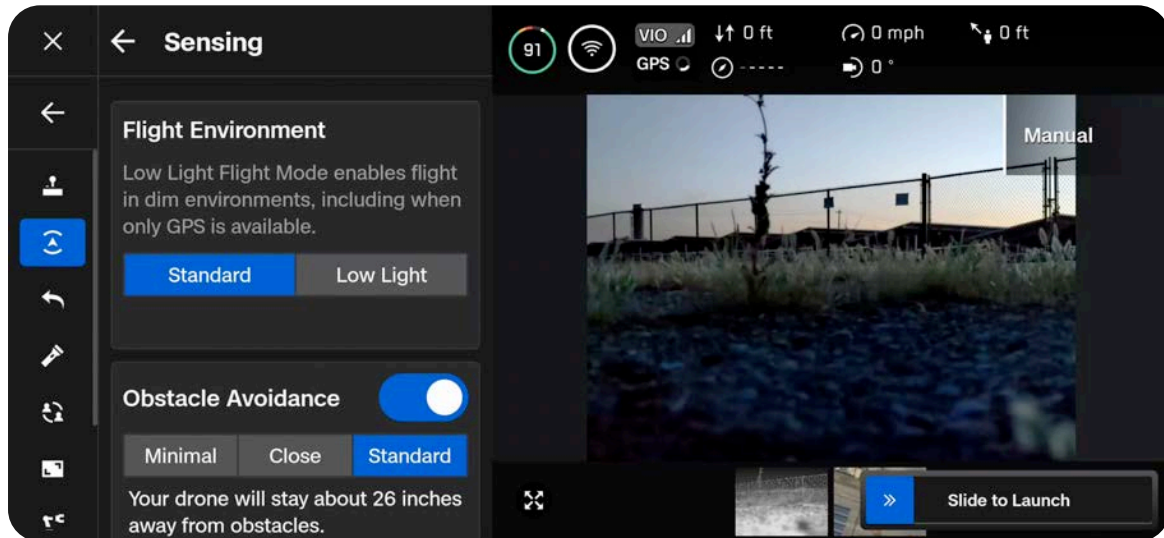 Sensing
Flight Environment
Low Light Flight Mode enables flight
in dim environments, including when
only GPS is available.
Standard Low Light
Obstacle Avoidance
Minimal Close Standard
Your drone will stay about 26 inches
away from obstacles.
91 VIO 0 ft 0 mph 0 ft
GPS ----- 0 °
Manual
Slide to Launch